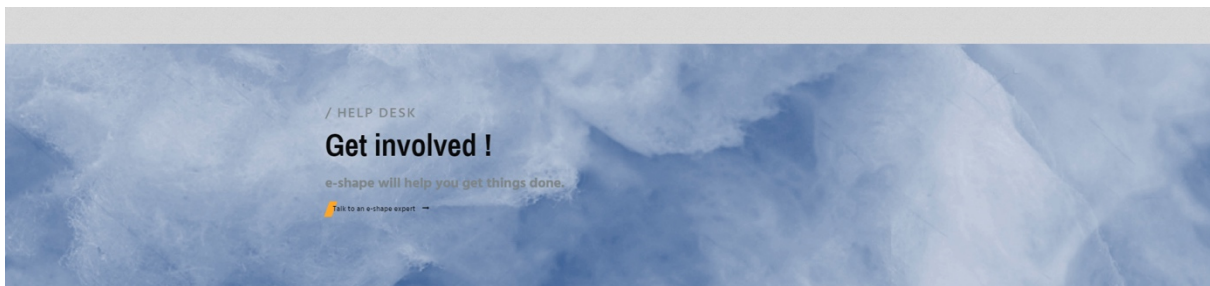 / HELP DESK
Get involved !
e-shape will help you get things done.
Talk to an e-shape expert →